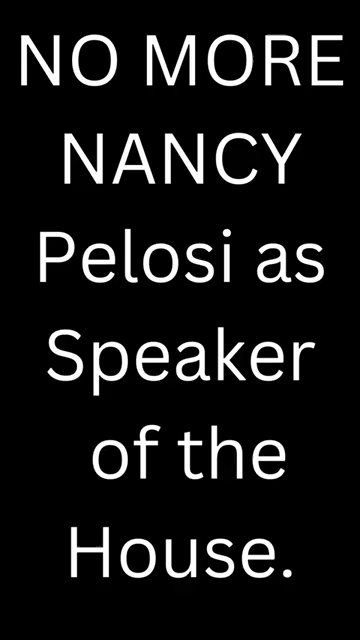 NO MORE
NANCY
Pelosi as
Speaker
of the
House.